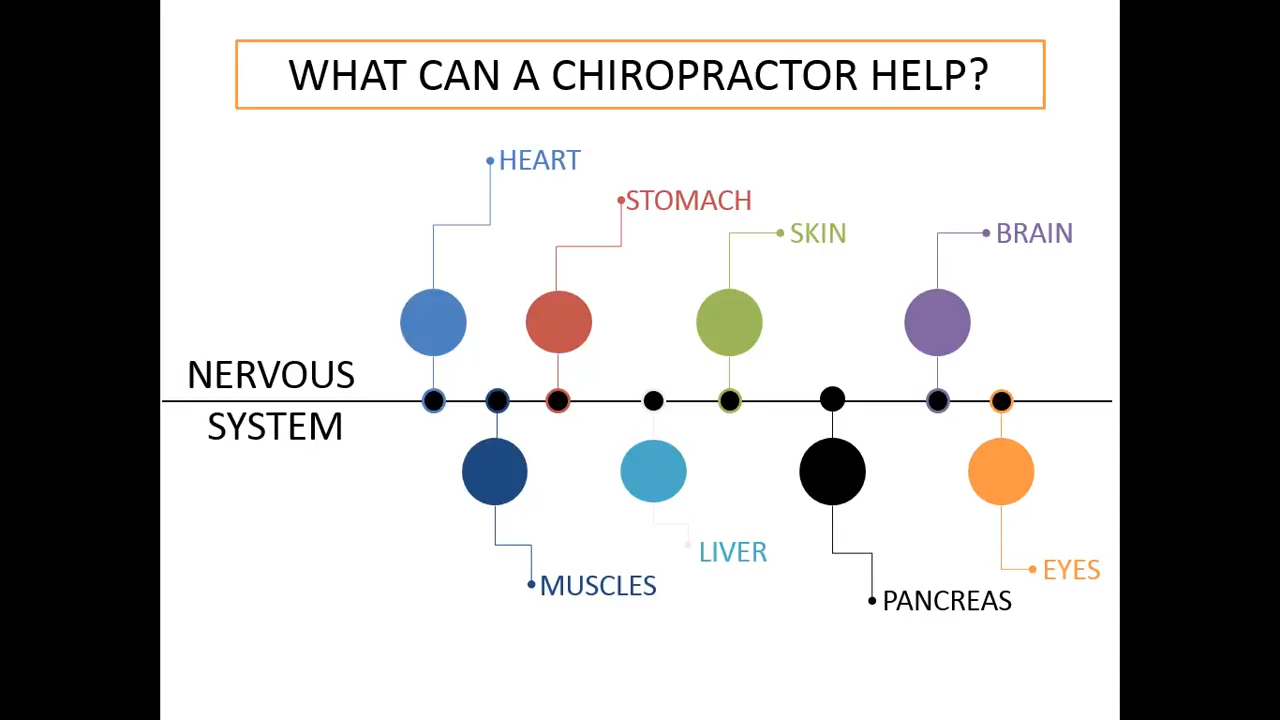 WHAT CAN A CHIROPRACTOR HELP?
HEART
STOMACH
SKIN
BRAIN
NERVOUS
SYSTEM
LIVER
EYES
MUSCLES
PANCREAS